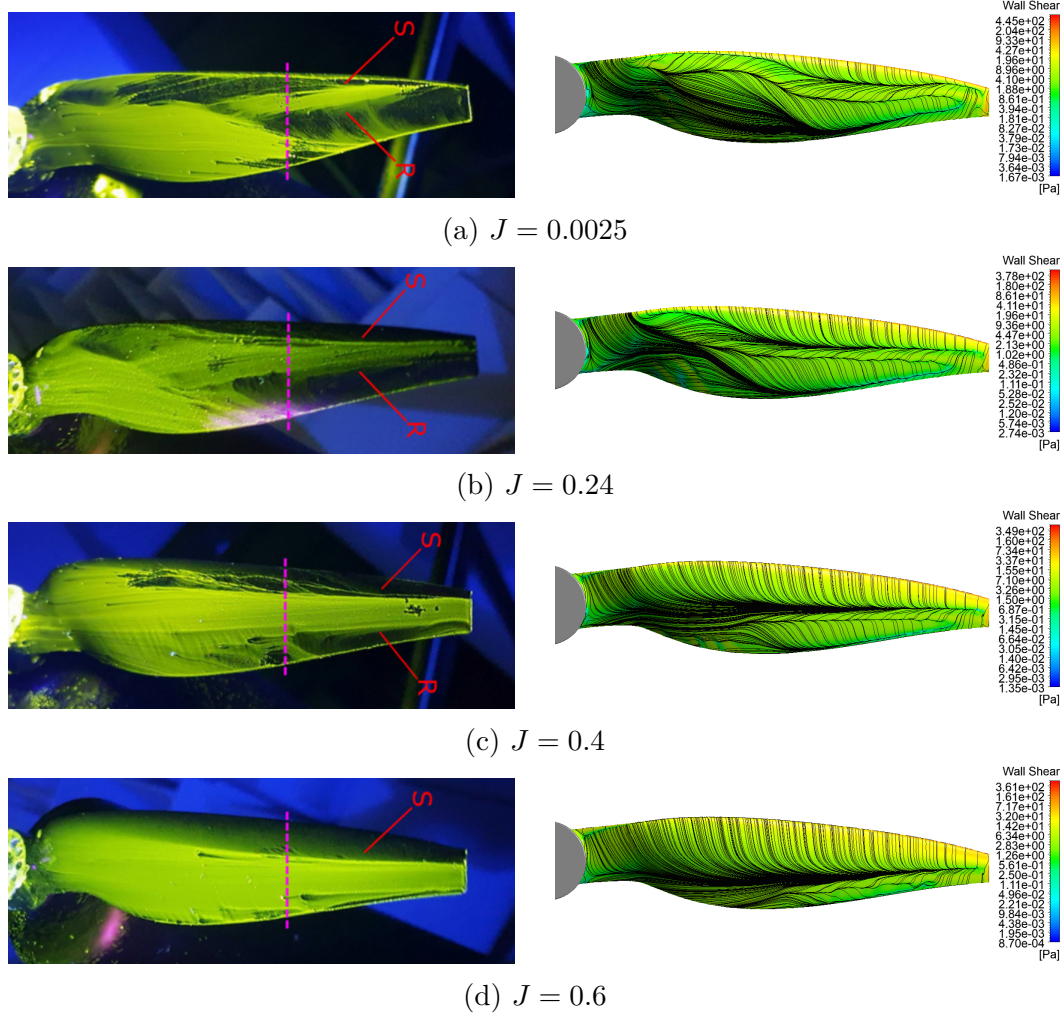 Wall Shear
4.45e+02
2.04e+02
9.33e+01
4.27e+01
1.96e+01
8.96e+00
4.10e+00
1.88e+00
8.61e-01
3.94e-01
1.81e-01
8.27e-02
3.79e-02
1.73e-02
7.94e-03
3.64e-03
1.67e-03
[Pa]
S
R
(a) J = 0.0025
Wall Shear
3.78e+02
1.80e+02
8.61e+01
4.11e+01
1.96e+01
9.36e+00
4.47e+00
2.13e+00
1.02e+00
4.86e-01
2.32e-01
1.11e-01
5.28e-02
2.52e-02
1.20e-02
5.74e-03
2.74e-03
[Pa]
S
R
(b) J = 0.24
Wall Shear
3.49e+02
1.60e+02
7.34e+01
3.37e+01
1.55e+01
7.10e+00
3.26e+00
1.50e+00
6.87e-01
3.15e-01
1.45e-01
6.64e-02
3.05e-02
1.40e-02
6.42e-03
2.95e-03
1.35e-03
[Pa]
S
R
(c) J = 0.4
Wall Shear
3.61e+02
1.61e+02
7.17e+01
3.20e+01
1.42e+01
6.34e+00
2.83e+00
1.26e+00
5.61e-01
2.50e-01
1.11e-01
4.96e-02
2.21e-02
9.84e-03
4.38e-03
1.95e-03
8.70e-04
[Pa]
S
(d) J = 0.6